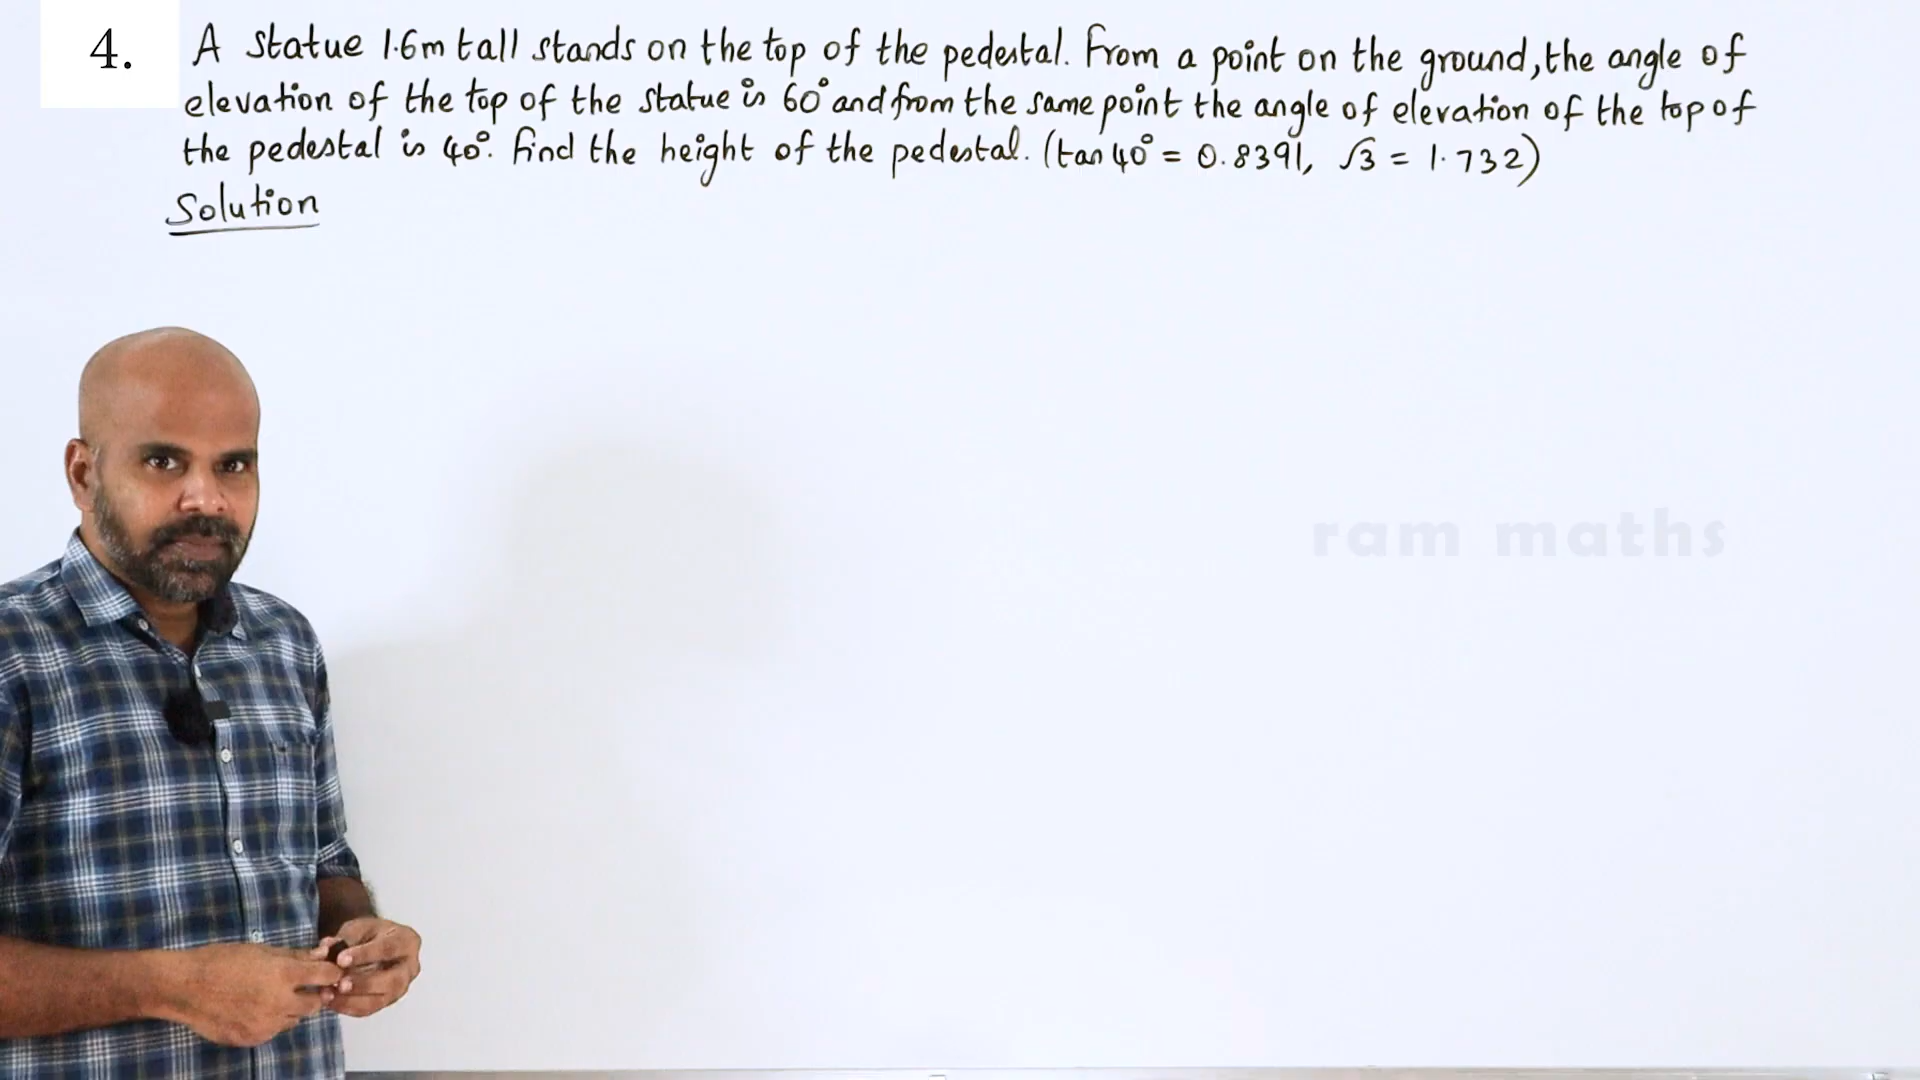 4. A statue 1.6m tall stands on the top of the pedestal. From a point on the ground, the angle of
elevation of the top of the statue is 60° and from the same point the angle of elevation of the top of
the pedestal is 40°. Find the height of the pedestal. (tan 40° = 0.8391, √3 = 1.732)
Solution
ram maths